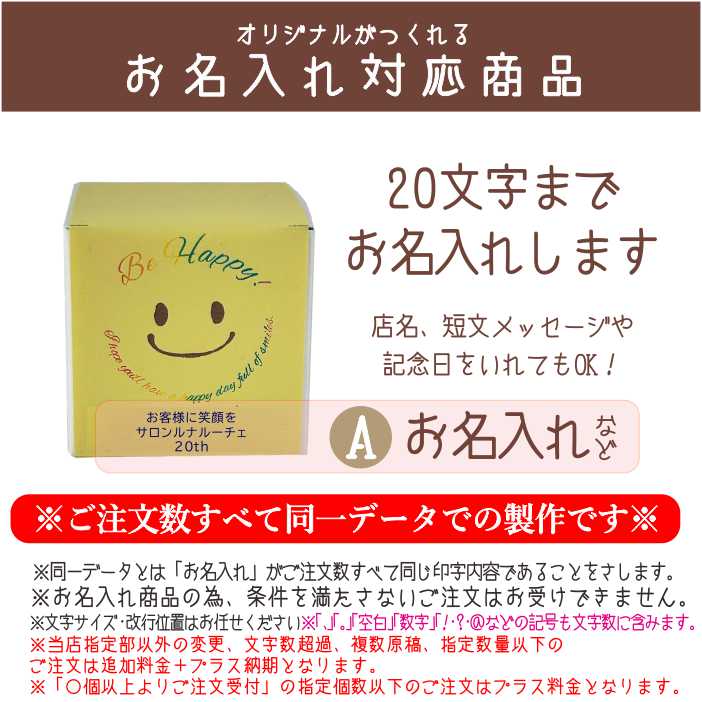 オリジナルがつくれる
お名入れ対応商品
20文字まで
お名入れします
店名、短文メッセージや
記念日をいれてもOK！
Be Happy!
I hope you'll have a happy day full of smiles.
お客様に笑顔を
サロンルナルーチェ
20th
A お名入れなど
※ご注文数すべて同一データでの製作です※
※同一データとは「お名入れ」がご注文数すべて同じ印字内容であることをさします。
※お名入れ商品の為、条件を満たさないご注文はお受けできません。
※文字サイズ・改行位置はお任せください※「、」「。」「空白」「数字」「！・？・@などの記号も文字数に含みます。
※当店指定部以外の変更、文字数超過、複数原稿、指定数量以下の
ご注文は追加料金＋プラス納期となります。
※「〇個以上よりご注文受付」の指定個数以下のご注文はプラス料金となります。